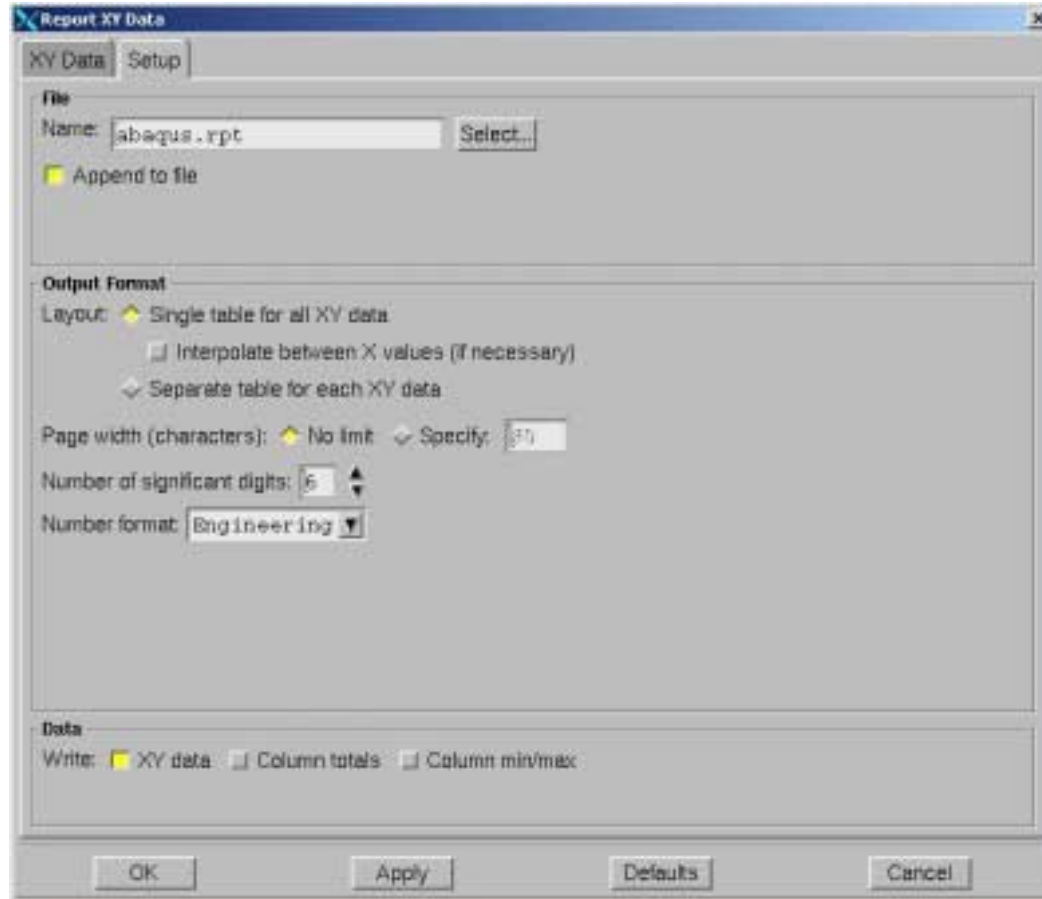 Report XY Data
XY Data Setup
File
Name: abaqus.rpt Select...
Append to file
Output Format
Layout: Single table for all XY data
Interpolate between X values (if necessary)
Separate table for each XY data
Page width (characters): No limit Specify: 80
Number of significant digits: 6
Number format: Engineering
Data
Write: XY data Column totals Column min/max
OK Apply Defaults Cancel